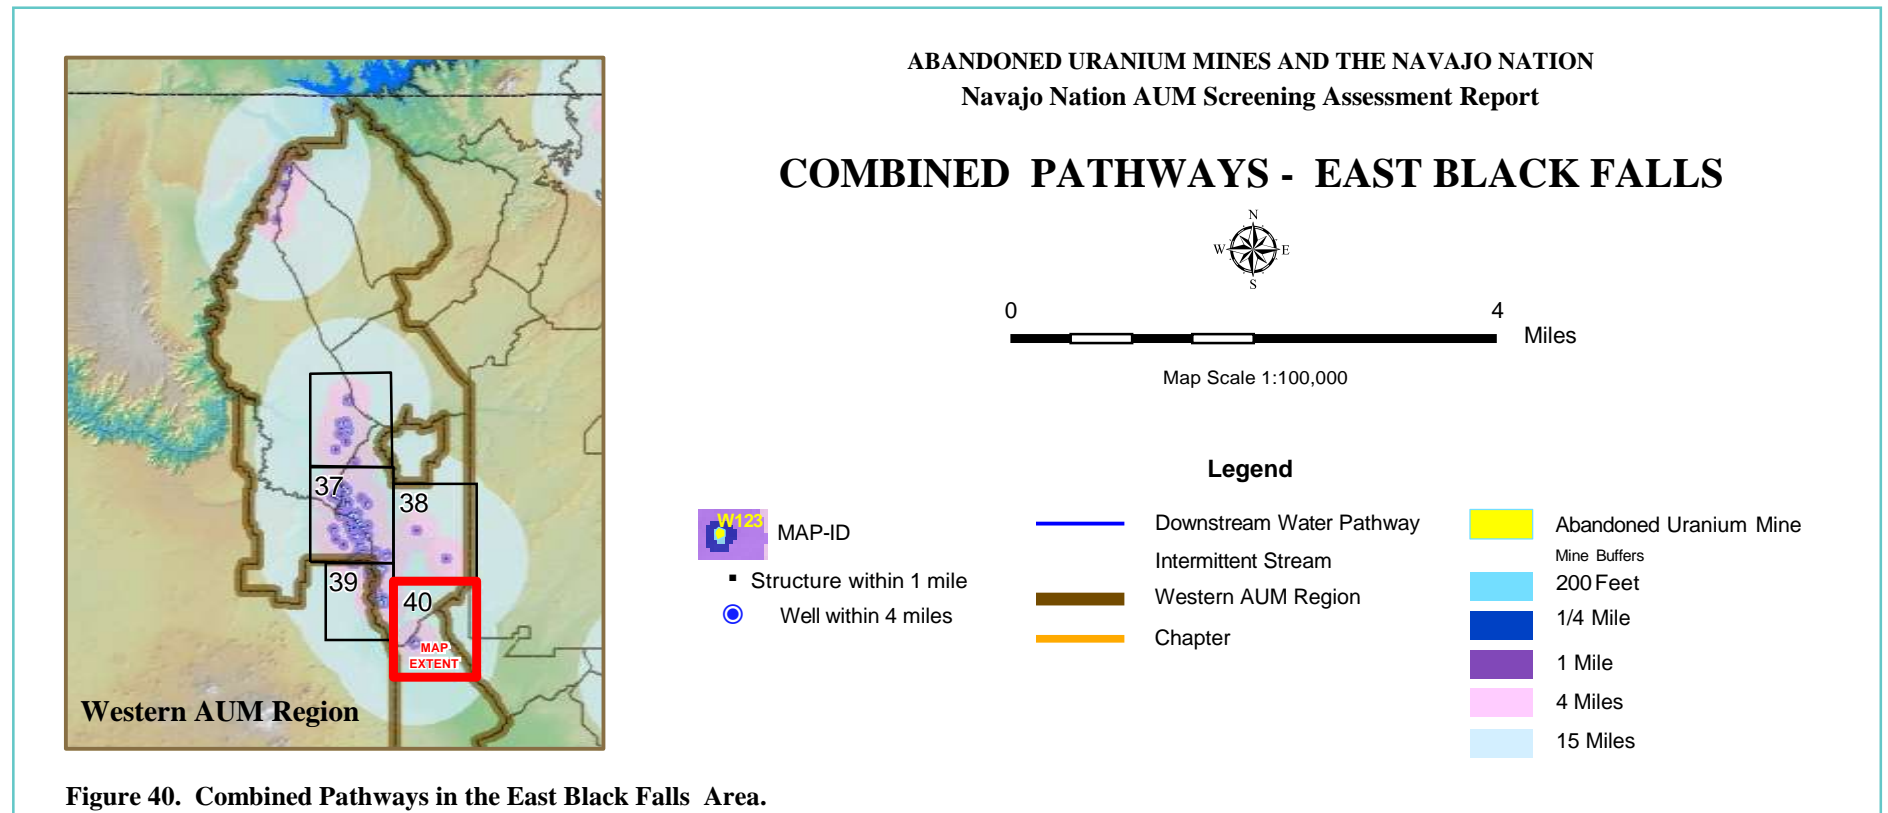 ABANDONED URANIUM MINES AND THE NAVAJO NATION
Navajo Nation AUM Screening Assessment Report
COMBINED PATHWAYS - EAST BLACK FALLS
N
W E
S
0 4
Miles
Map Scale 1:100,000
37
38
39
40
MAP
EXTENT
Western AUM Region
Legend
W123
MAP-ID
Structure within 1 mile
Well within 4 miles
Downstream Water Pathway
Intermittent Stream
Western AUM Region
Chapter
Abandoned Uranium Mine
Mine Buffers
200 Feet
1/4 Mile
1 Mile
4 Miles
15 Miles
Figure 40. Combined Pathways in the East Black Falls Area.